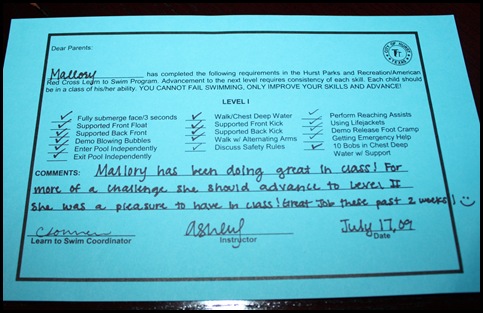 Dear Parents:
CITY OF HURST
TEXAS
Mallory has completed the following requirements in the Hurst Parks and Recreation/American
Red Cross Learn to Swim Program. Advancement to the next level requires consistency of each skill. Each child should
be in a class of his/her ability. YOU CANNOT FAIL SWIMMING, ONLY IMPROVE YOUR SKILLS AND ADVANCE!
LEVEL I
Fully submerge face/3 seconds
Supported Front Float
Supported Back Front
Demo Blowing Bubbles
Enter Pool Independently
Exit Pool Independently
Walk/Chest Deep Water
Supported Front Kick
Supported Back Kick
Walk w/ Alternating Arms
Discuss Safety Rules
Perform Reaching Assists
Using Lifejackets
Demo Release Foot Cramp
Getting Emergency Help
10 Bobs in Chest Deep
Water w/ Support
COMMENTS: Mallory has been doing great in class! For
more of a challenge she should advance to Level II
She was a pleasure to have in class! Great Job these past 2 weeks!
July 17, 09
Learn to Swim Coordinator Instructor Date